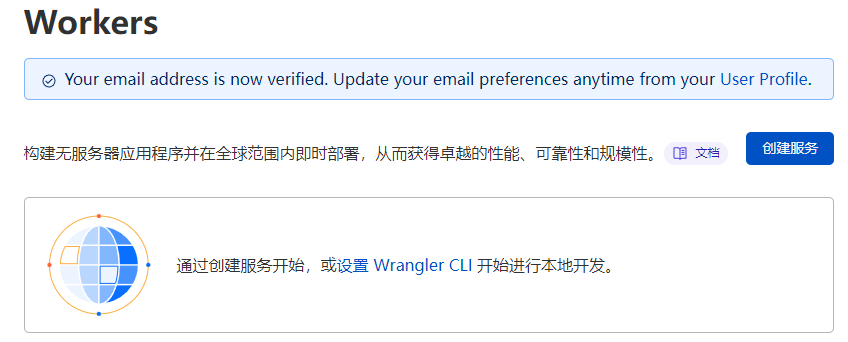 Workers
Your email address is now verified. Update your email preferences anytime from your User Profile.
构建无服务器应用程序并在全球范围内即时部署，从而获得卓越的性能、可靠性和规模性。 文档 创建服务
通过创建服务开始，或设置 Wrangler CLI 开始进行本地开发。